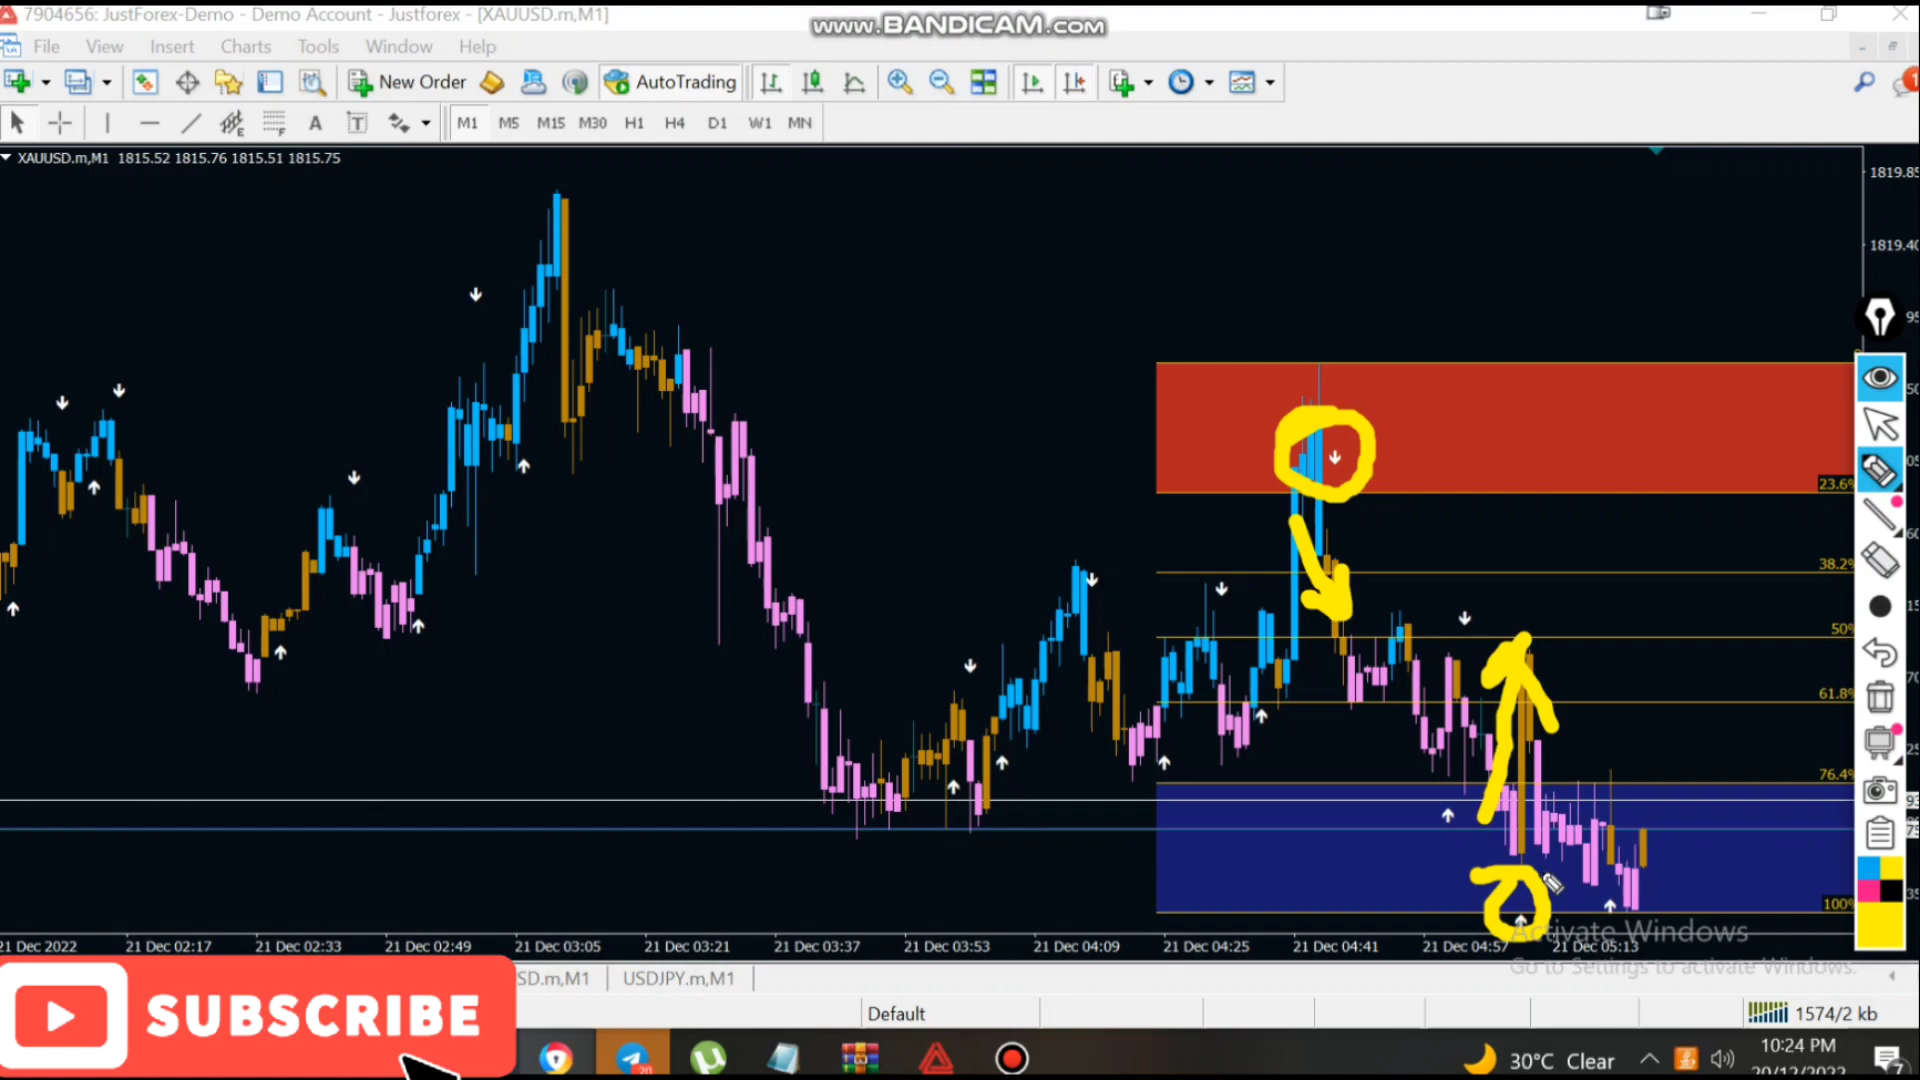 7904656: JustForex-Demo - Demo Account - Justforex - [XAUUSD.m,M1]
www.BANDICAM.com
File View Insert Charts Tools Window Help
New Order AutoTrading
1
M1 M5 M15 M30 H1 H4 D1 W1 MN
XAUUSD.m,M1 1815.52 1815.76 1815.51 1815.75
1819.85
1819.40
23.6%
38.2%
50%
61.8%
76.4%
100%
21 Dec 2022 21 Dec 02:17 21 Dec 02:33 21 Dec 02:49 21 Dec 03:05 21 Dec 03:21 21 Dec 03:37 21 Dec 03:53 21 Dec 04:09 21 Dec 04:25 21 Dec 04:41 21 Dec 04:57 21 Dec 05:13
Activate Windows
Go to Settings to activate Windows.
SD.m,M1 USDJPY.m,M1
SUBSCRIBE
Default 1574/2 kb
20
30°C Clear
10:24 PM
20/12/2022
7